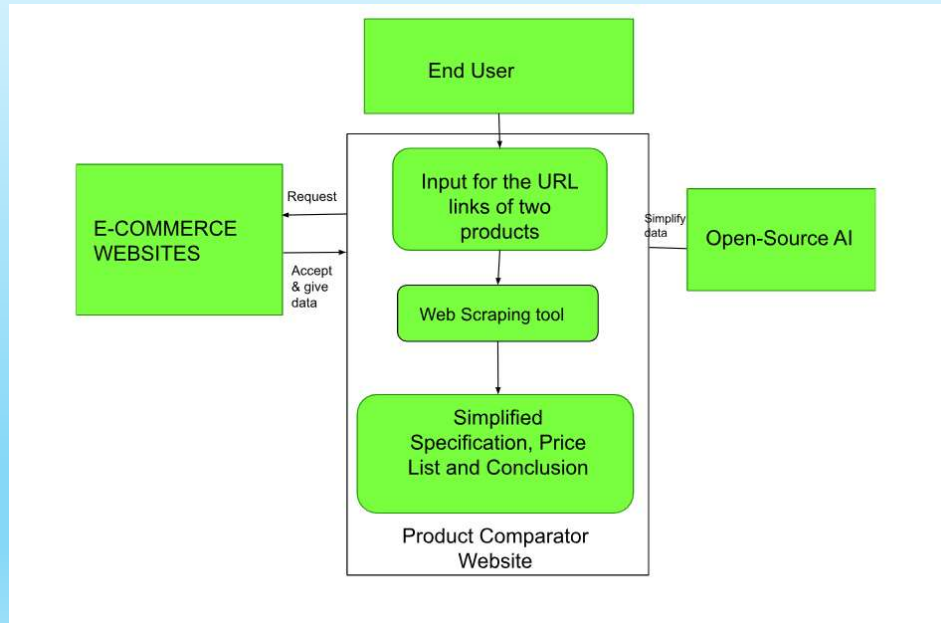 End User
Input for the URL
links of two
products
Request
E-COMMERCE
WEBSITES
Accept
& give
data
Simplify
data
Open-Source AI
Web Scraping tool
Simplified
Specification, Price
List and Conclusion
Product Comparator
Website